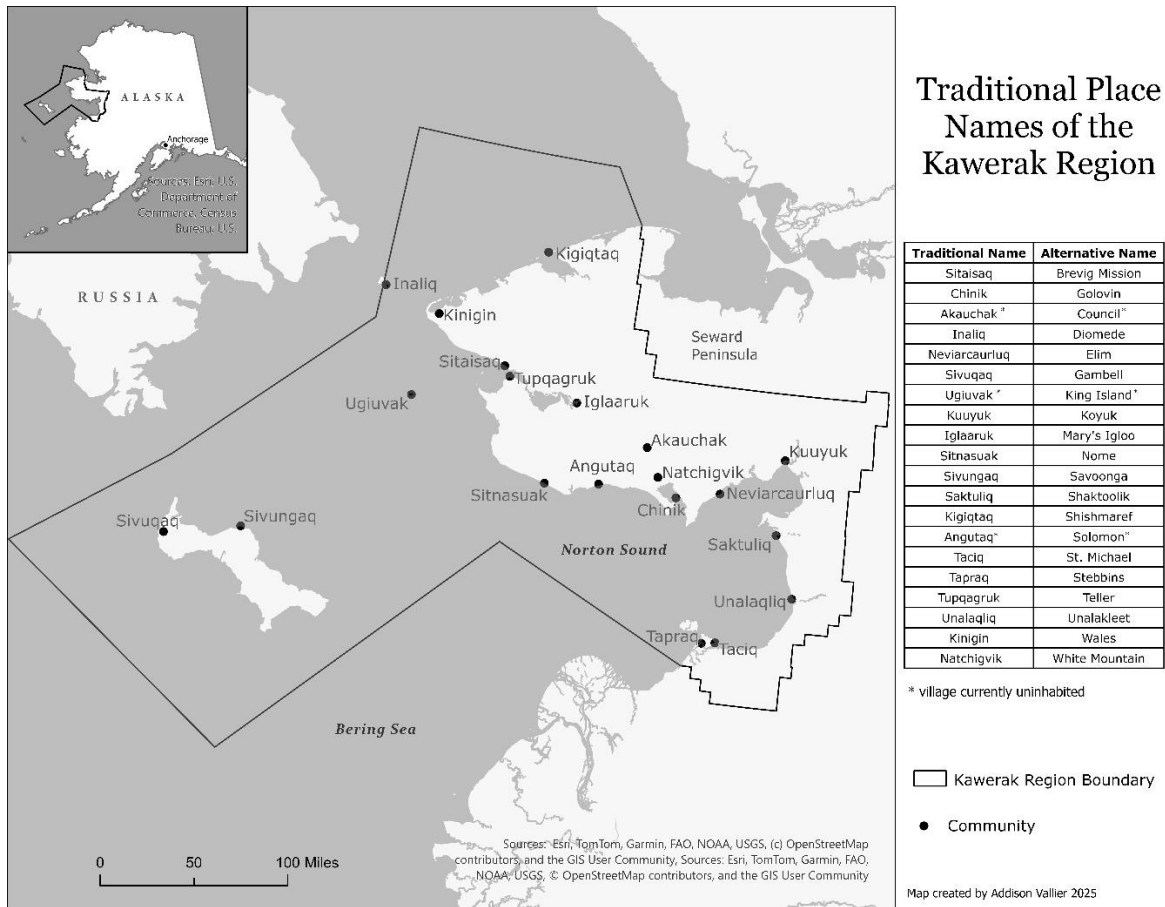 ALASKA
Anchorage
Sources: Esri, U.S.
Department of
Commerce, Census
Bureau, U.S.
RUSSIA
Inaliq
Kigiqtaq
Kinigin
Seward
Peninsula
Sitaisaq
Tupqagruk
Ugiuvak
Iglaaruk
Akauchak
Kuuyuk
Angutaq
Natchigvik
Sitnasuak
Chinik
Neviarcaurluq
Sivuqaq
Sivungaq
Norton Sound
Saktuliq
Unalaqliq
Tapraq
Taciq
Bering Sea
0 50 100 Miles
Sources: Esri, TomTom, Garmin, FAO, NOAA, USGS, (c) OpenStreetMap
contributors, and the GIS User Community, Sources: Esri, TomTom, Garmin, FAO,
NOAA, USGS, © OpenStreetMap contributors, and the GIS User Community
Traditional Place
Names of the
Kawerak Region
Traditional Name Alternative Name
Sitaisaq Brevig Mission
Chinik Golovin
Akauchak* Council*
Inaliq Diomede
Neviarcaurluq Elim
Sivuqaq Gambell
Ugiuvak* King Island*
Kuuyuk Koyuk
Iglaaruk Mary's Igloo
Sitnasuak Nome
Sivungaq Savoonga
Saktuliq Shaktoolik
Kigiqtaq Shishmaref
Angutaq* Solomon*
Taciq St. Michael
Tapraq Stebbins
Tupqagruk Teller
Unalaqliq Unalakleet
Kinigin Wales
Natchigvik White Mountain
* village currently uninhabited
Kawerak Region Boundary
Community
Map created by Addison Vallier 2025